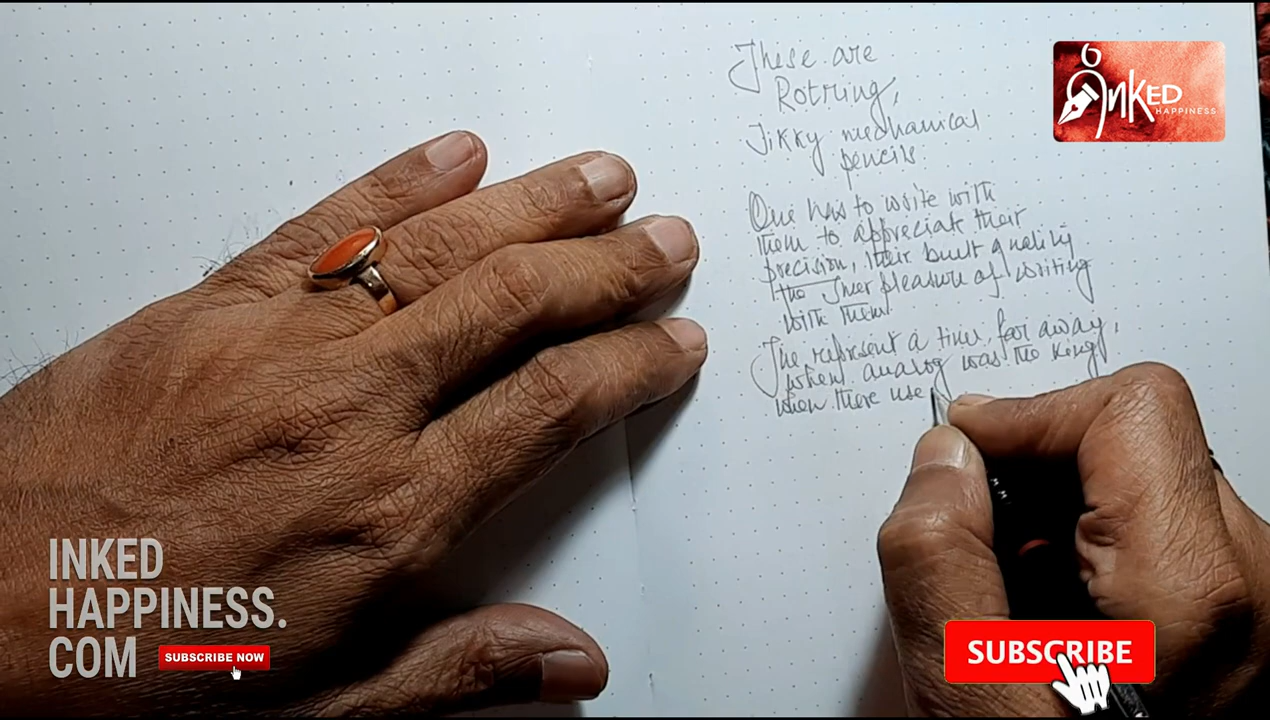 These are
Rotring,
Tikky mechanical
pencils.
One has to write with
them to appreciate their
precision, their built quality
the sheer pleasure of writing
with them.
The represent a time, far away,
when analog was the king
when there use
INKED
HAPPINESS
INKED
HAPPINESS.
COM
SUBSCRIBE NOW
SUBSCRIBE